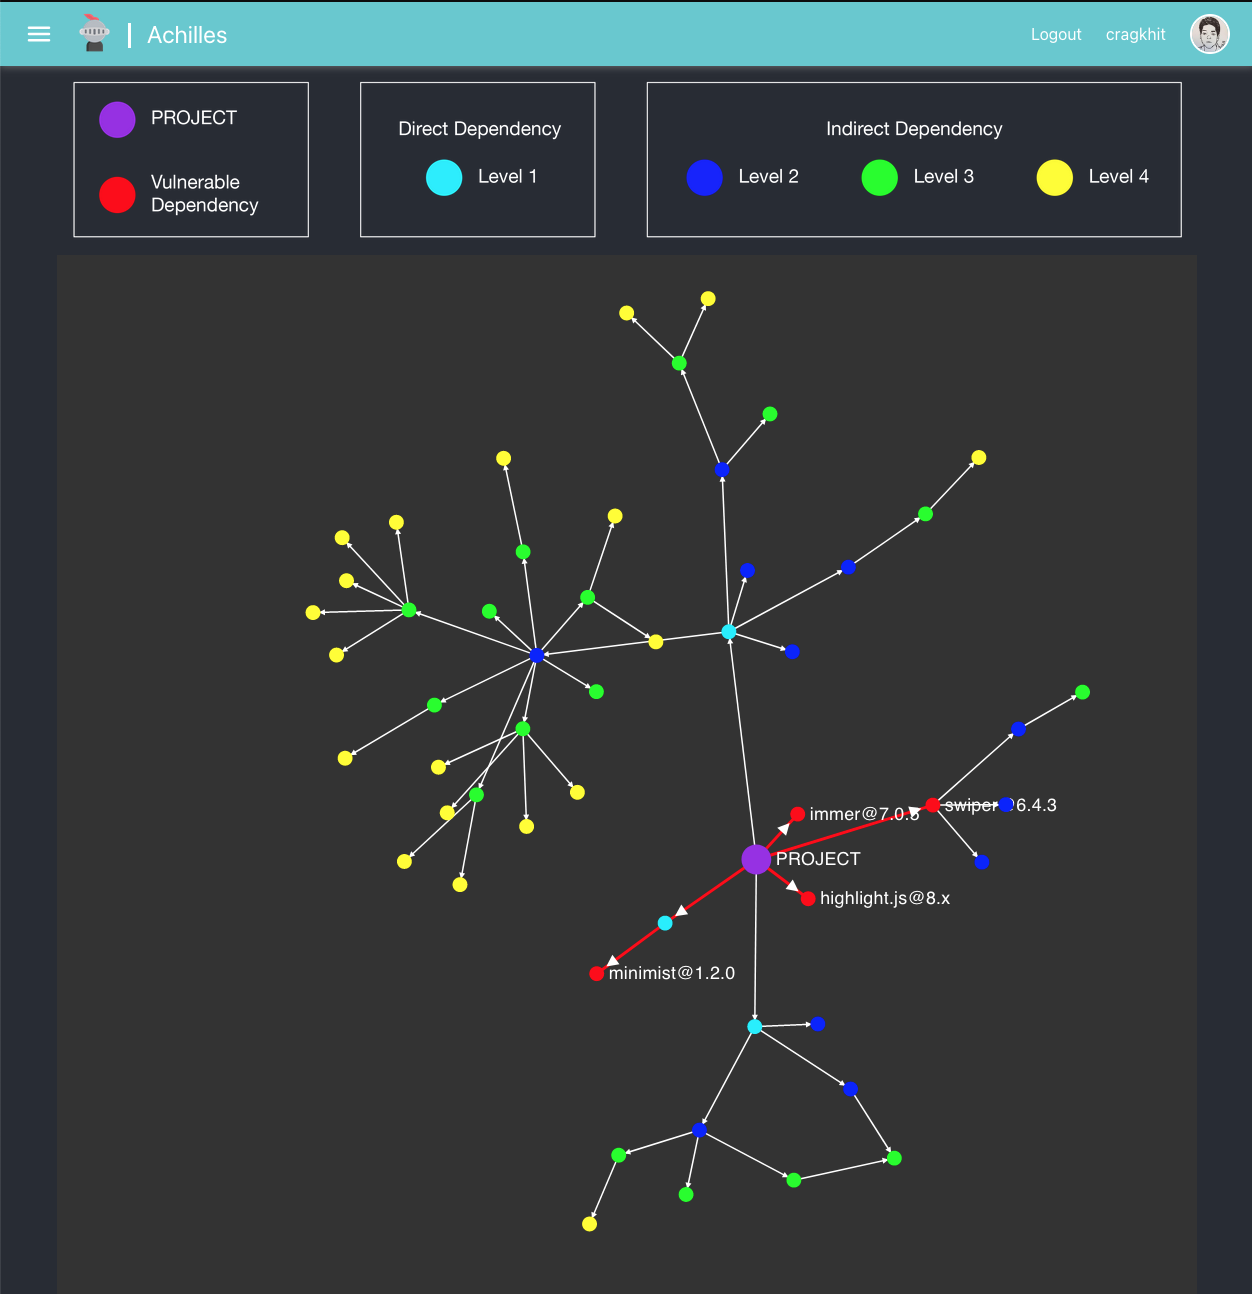 Achilles
Logout
cragkhit
PROJECT
Vulnerable
Dependency
Direct Dependency
Level 1
Indirect Dependency
Level 2
Level 3
Level 4
swiper@6.4.3
immer@7.0.5
PROJECT
highlight.js@8.x
minimist@1.2.0